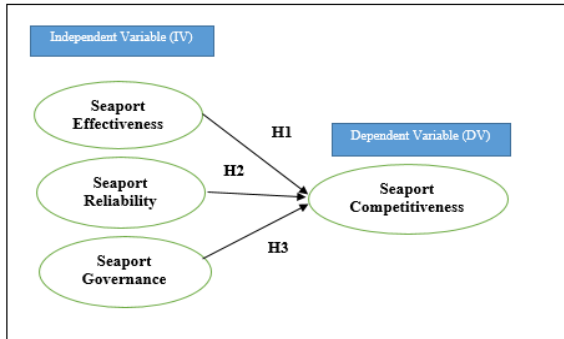 Independent Variable (IV)
Seaport
Effectiveness
H1
Dependent Variable (DV)
H2
Seaport
Reliability
Seaport
Competitiveness
H3
Seaport
Governance